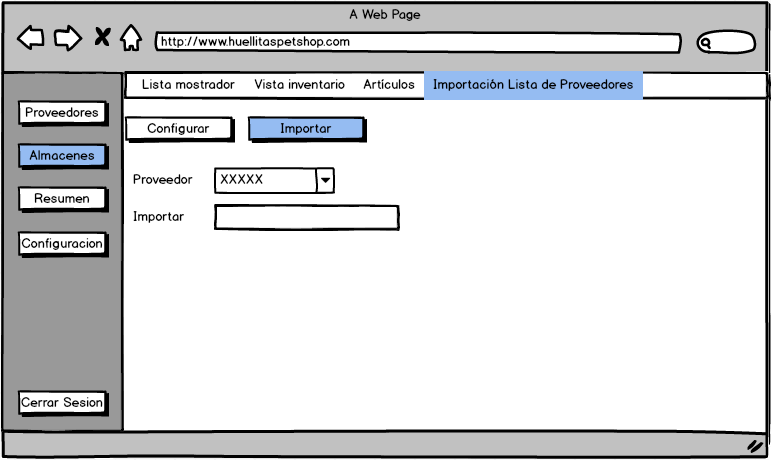 A Web Page
http://www.huellitaspetshop.com
Lista mostrador Vista inventario Artículos Importación Lista de Proveedores
Proveedores
Almacenes
Resumen
Configuracion
Cerrar Sesion
Configurar Importar
Proveedor XXXXX
Importar